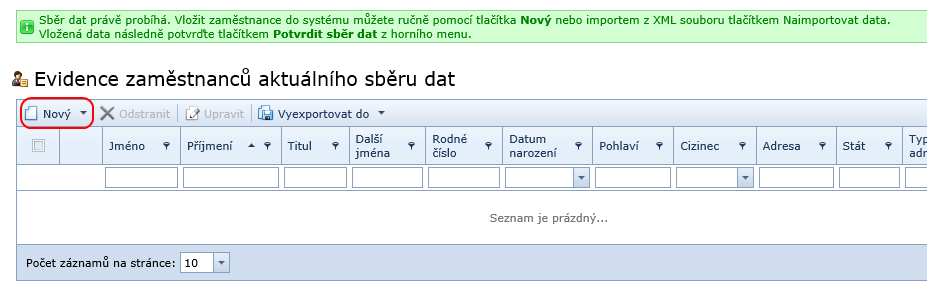 Sběr dat právě probíhá. Vložit zaměstnance do systému můžete ručně pomocí tlačítka Nový nebo importem z XML souboru tlačítkem Naimportovat data.
Vložená data následně potvrďte tlačítkem Potvrdit sběr dat z horního menu.
Evidence zaměstnanců aktuálního sběru dat
Nový Odstranit Upravit Vyexportovat do
Jméno Příjmení Titul Další jména Rodné číslo Datum narození Pohlaví Cizinec Adresa Stát Typ adr
Seznam je prázdný...
Počet záznamů na stránce: 10